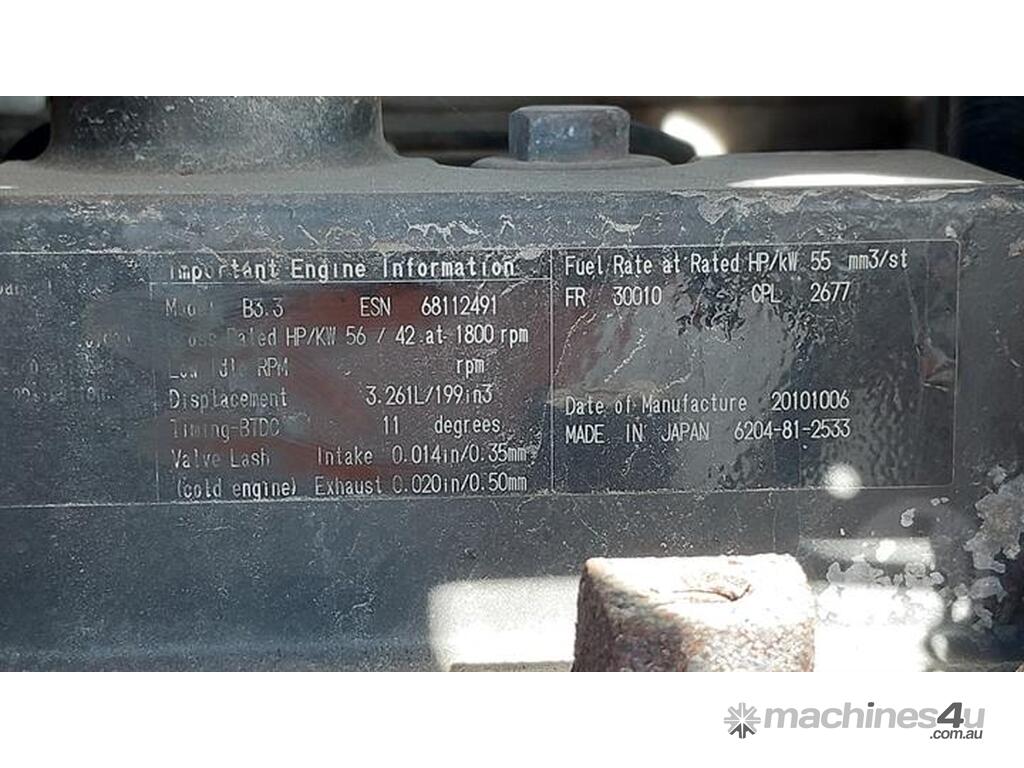 Important Engine Information
Model B3.3 ESN 68112491
Rated HP/KW 56 / 42 at 1800 rpm
RPM rpm
Displacement 3.261L/199in3
Timing-BTDC 11 degrees
Valve Lash Intake 0.014in/0.35mm
(cold engine) Exhaust 0.020in/0.50mm
Fuel Rate at Rated HP/kW 55 mm3/st
FR 30010 CPL 2677
Date of Manufacture 20101006
MADE IN JAPAN 6204-81-2533
machines4u
.com.au